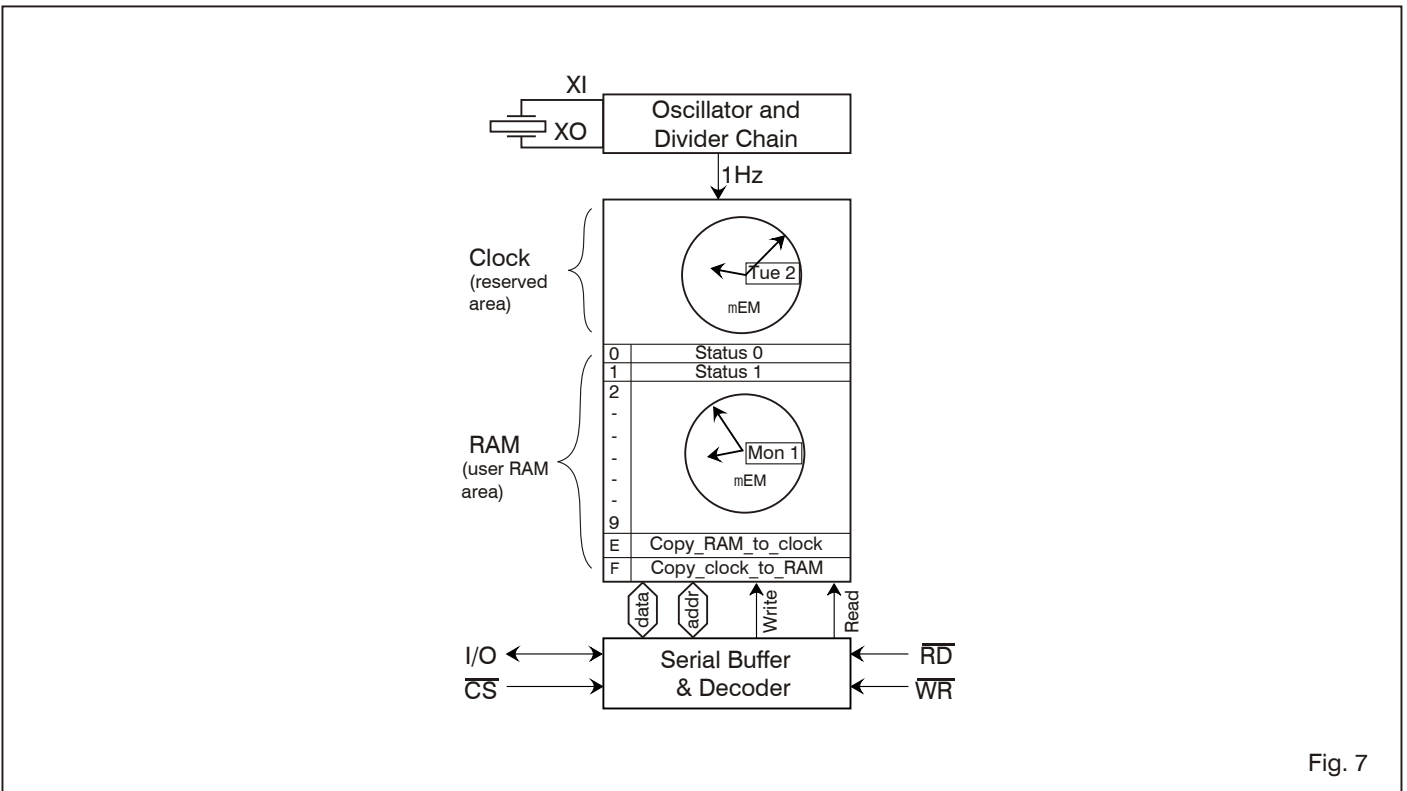 XI
XO
Oscillator and
Divider Chain
1Hz
Clock
(reserved
area)
Tue 2
mEM
0 Status 0
1 Status 1
2
-
-
-
-
-
9
RAM
(user RAM
area)
Mon 1
mEM
E Copy_RAM_to_clock
F Copy_clock_to_RAM
data
addr
Write
Read
I/O
CS
Serial Buffer
& Decoder
RD
WR
Fig. 7